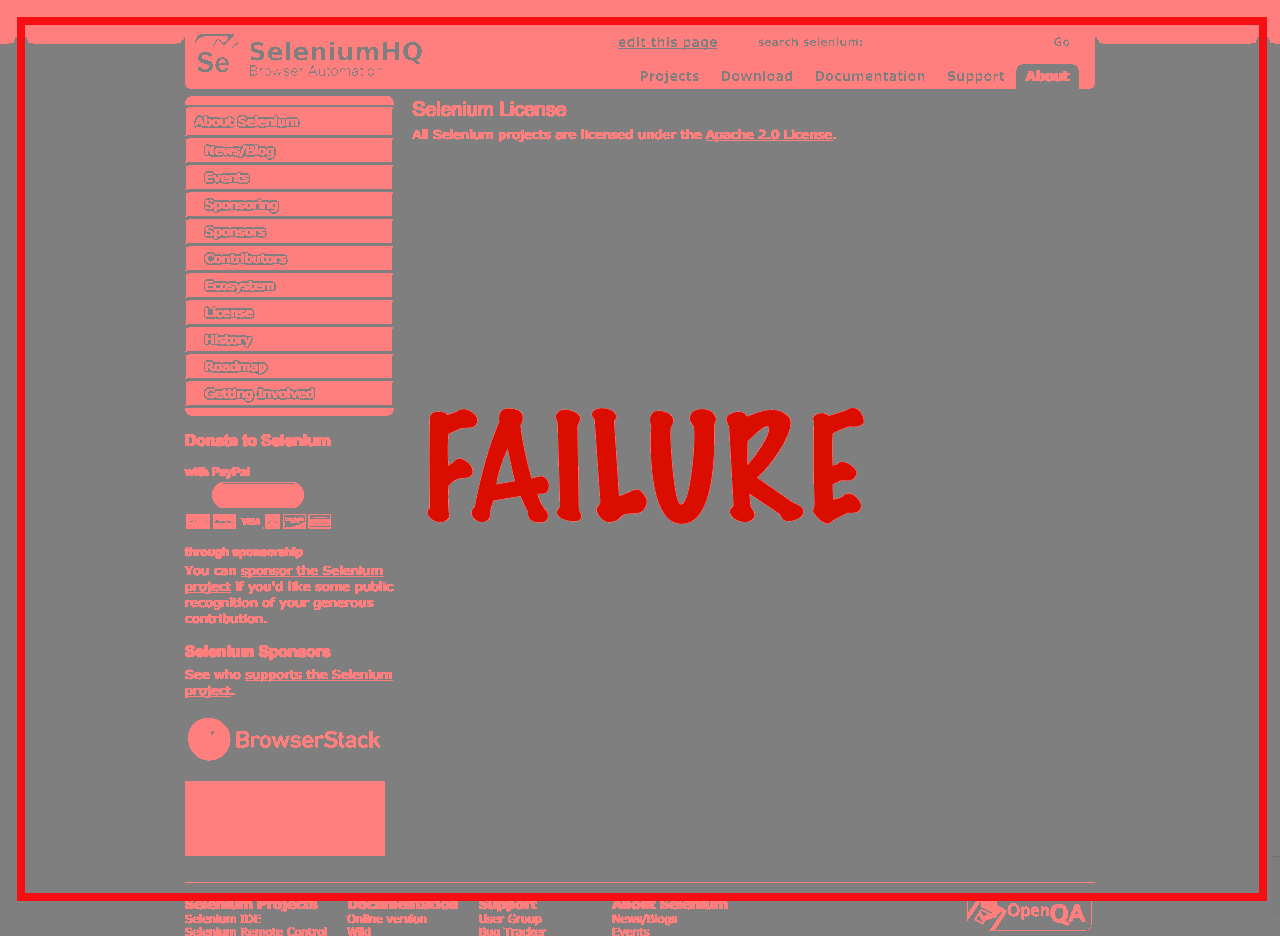 Se SeleniumHQ
Browser Automation
edit this page
search selenium:
Go
Projects Download Documentation Support About
About Selenium
News/Blog
Events
Sponsoring
Sponsors
Contributors
Ecosystem
License
History
Roadmap
Getting Involved
Selenium License
All Selenium projects are licensed under the Apache 2.0 License.
FAILURE
Donate to Selenium
with PayPal
VISA
through sponsorship
You can sponsor the Selenium
project if you'd like some public
recognition of your generous
contribution.
Selenium Sponsors
See who supports the Selenium
project.
BrowserStack
Selenium Projects Documentation Support About Selenium
Selenium IDE Online version User Group News/Blogs
Selenium Remote Control Wiki Bug Tracker Events
OpenQA